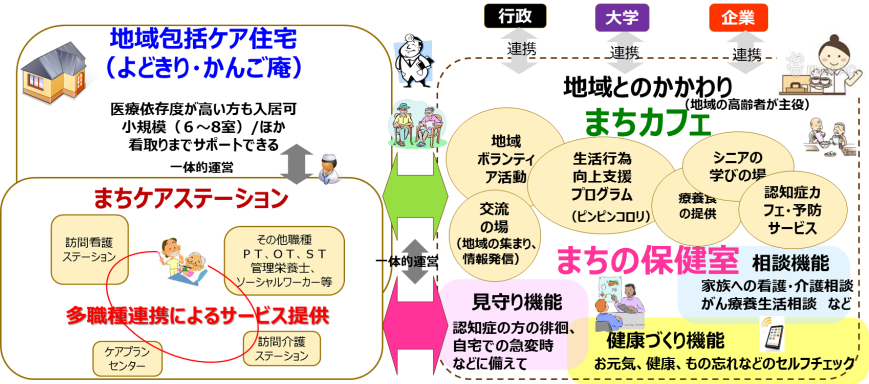 行政
大学
企業
連携
連携
連携
地域包括ケア住宅
（よどきり・かんご庵）
医療依存度が高い方も入居可
小規模（６～8室）/ほか
看取りまでサポートできる
一体的運営
まちケアステーション
訪問看護
ステーション
その他職種
ＰＴ、ＯＴ、ＳＴ
管理栄養士、
ソーシャルワーカー等
多職種連携によるサービス提供
ケアプラン
センター
訪問介護
ステーション
一体的運営
地域とのかかわり
(地域の高齢者が主役)
まちカフェ
地域
ボランティ
ア活動
生活行為
向上支援
プログラム
（ピンピンコロリ）
シニアの
学びの場
療養食
の提供
認知症カ
フェ・予防
サービス
交流
の場
(地域の集まり、
情報発信）
まちの保健室
相談機能
家族への看護・介護相談
がん療養生活相談　など
見守り機能
認知症の方の徘徊、
自宅での急変時
などに備えて
健康づくり機能
お元気、健康、もの忘れなどのセルフチェック